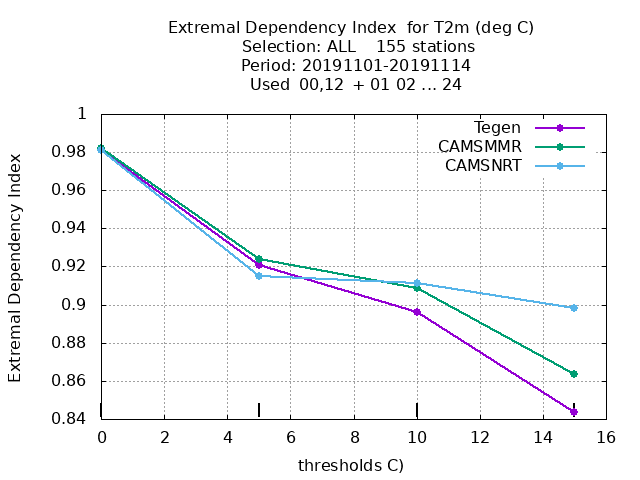 Extremal Dependency Index  for T2m (deg C)
Selection: ALL    155 stations
Period: 20191101-20191114
Used  00,12  + 01 02 ... 24
1
0.98
0.96
0.94
0.92
0.9
0.88
0.86
0.84
Extremal Dependency Index
Tegen
CAMSMMR
CAMSNRT
0 2 4 6 8 10 12 14 16
thresholds C)